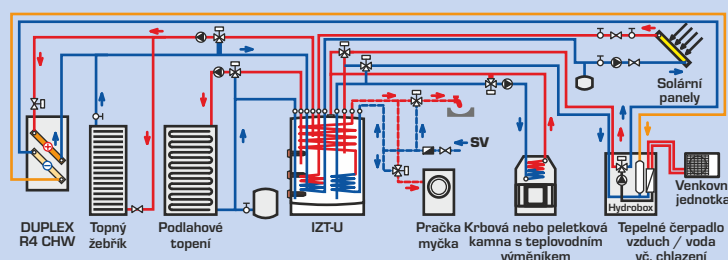 Solární
panely
SV
Hydrobox
Venkovní
jednotka
DUPLEX
R4 CHW
Topný
žebřík
Podlahové
topení
IZT-U
Pračka
myčka
Krbová nebo peletková
kamna s teplovodním
výměníkem
Tepelné čerpadlo
vzduch / voda
vč. chlazení